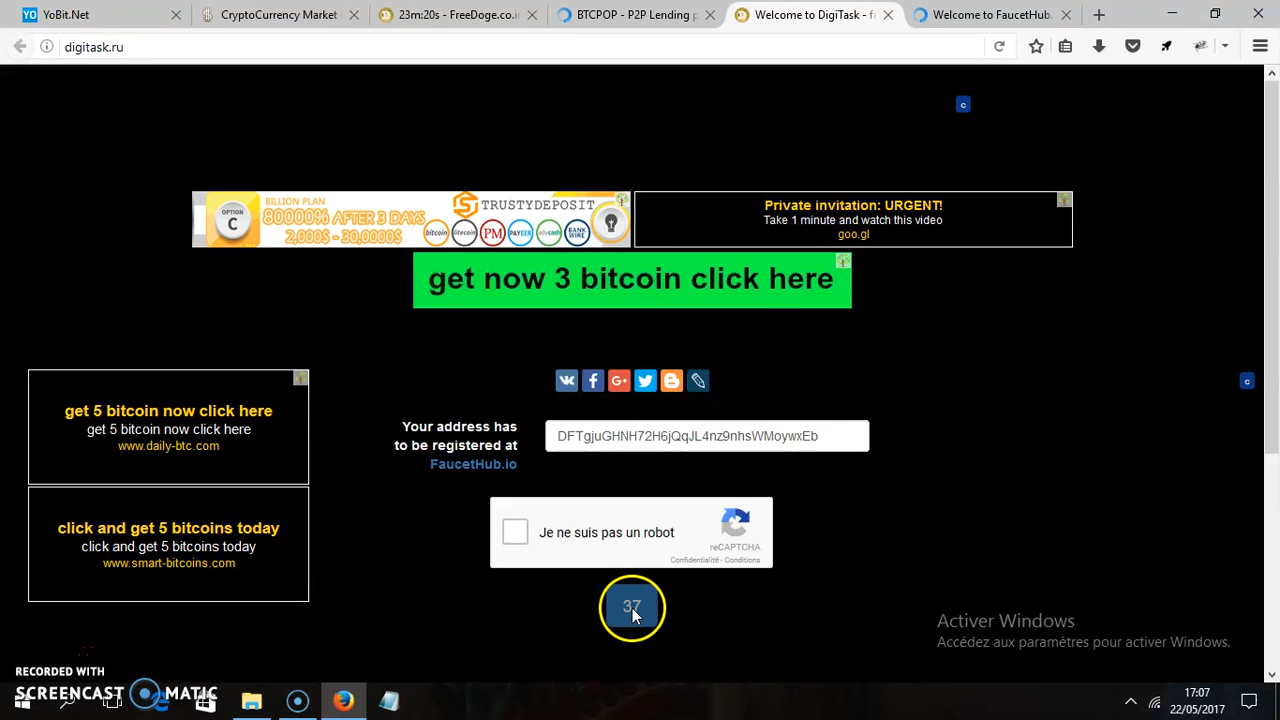 YoBit.Net
CryptoCurrency Market
23m:20s - FreeDoge.co.in
BTCPOP - P2P Lending p
Welcome to DigiTask - f
Welcome to FaucetHub.
digitask.ru
c
OPTION
C
BILLION PLAN
80000% AFTER 3 DAYS
2,000$ - 30,0000$
TRUSTYDEPOSIT
bitcoin
litecoin
PM
PAYEER
advcash
BANK
WIRE
Private invitation: URGENT!
Take 1 minute and watch this video
goo.gl
get now 3 bitcoin click here
get 5 bitcoin now click here
get 5 bitcoin now click here
www.daily-btc.com
click and get 5 bitcoins today
click and get 5 bitcoins today
www.smart-bitcoins.com
c
Your address has
to be registered at
FaucetHub.io
DFTgjuGHNH72H6jQqJL4nz9nhsWMoywxEb
Je ne suis pas un robot
reCAPTCHA
Confidentialité - Conditions
37
Activer Windows
Accédez aux paramètres pour activer Windows.
RECORDED WITH
SCREENCAST MATIC
17:07
22/05/2017